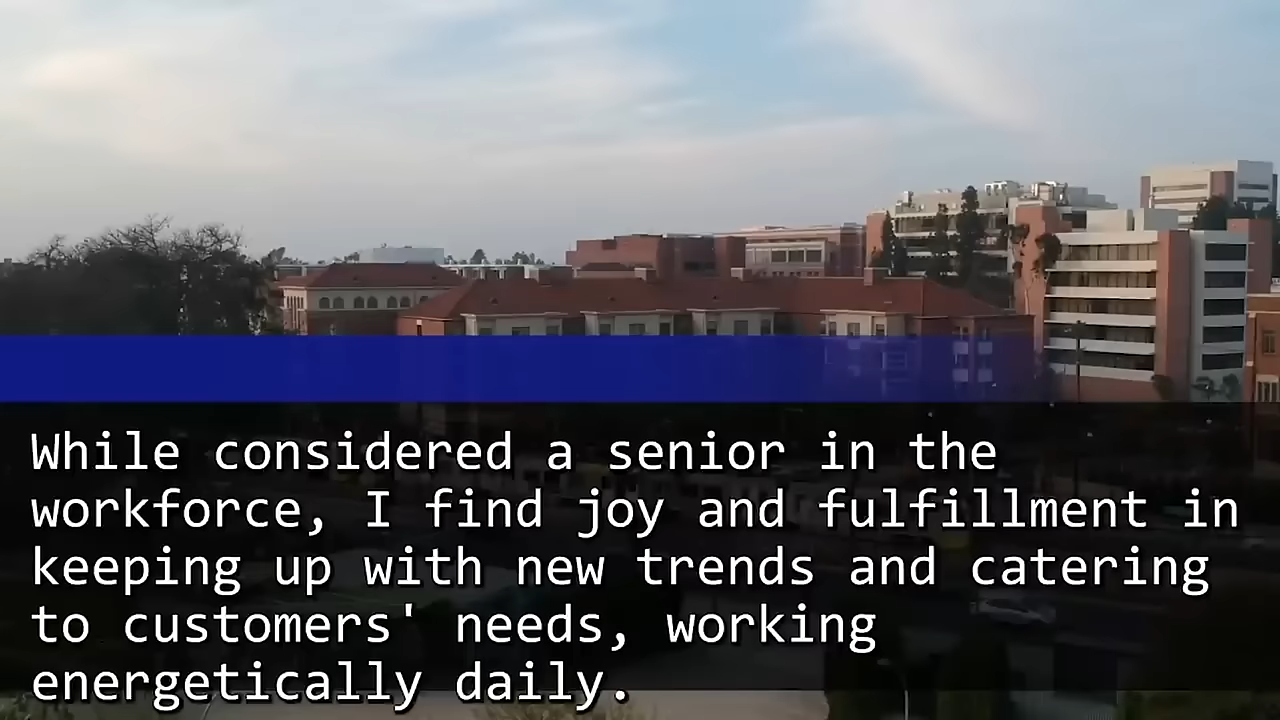 While considered a senior in the
workforce, I find joy and fulfillment in
keeping up with new trends and catering
to customers' needs, working
energetically daily.